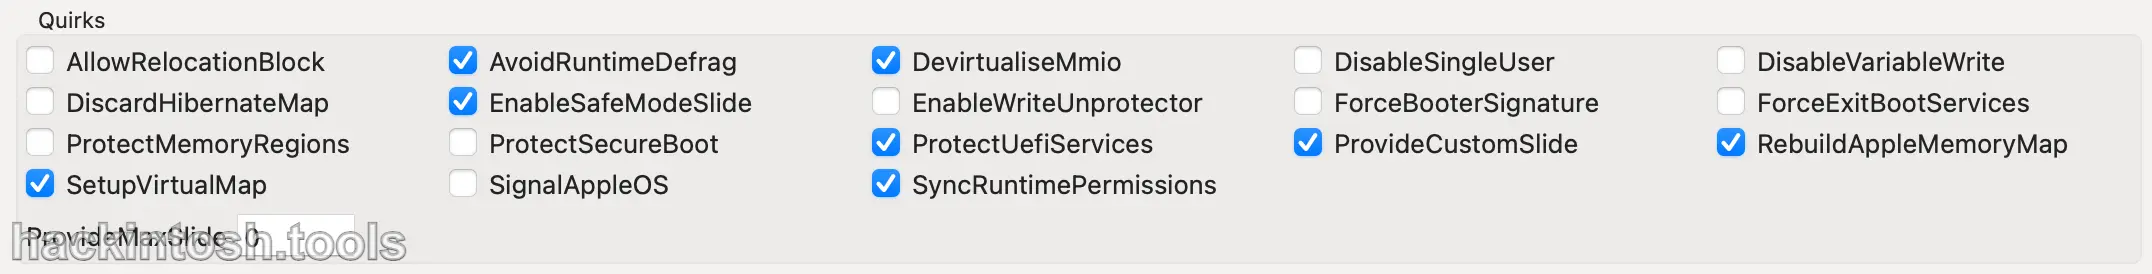 Quirks
AllowRelocationBlock AvoidRuntimeDefrag DevirtualiseMmio DisableSingleUser DisableVariableWrite
DiscardHibernateMap EnableSafeModeSlide EnableWriteUnprotector ForceBooterSignature ForceExitBootServices
ProtectMemoryRegions ProtectSecureBoot ProtectUefiServices ProvideCustomSlide RebuildAppleMemoryMap
SetupVirtualMap SignalAppleOS SyncRuntimePermissions
ProvideMaxSlide 0
hackintosh.tools